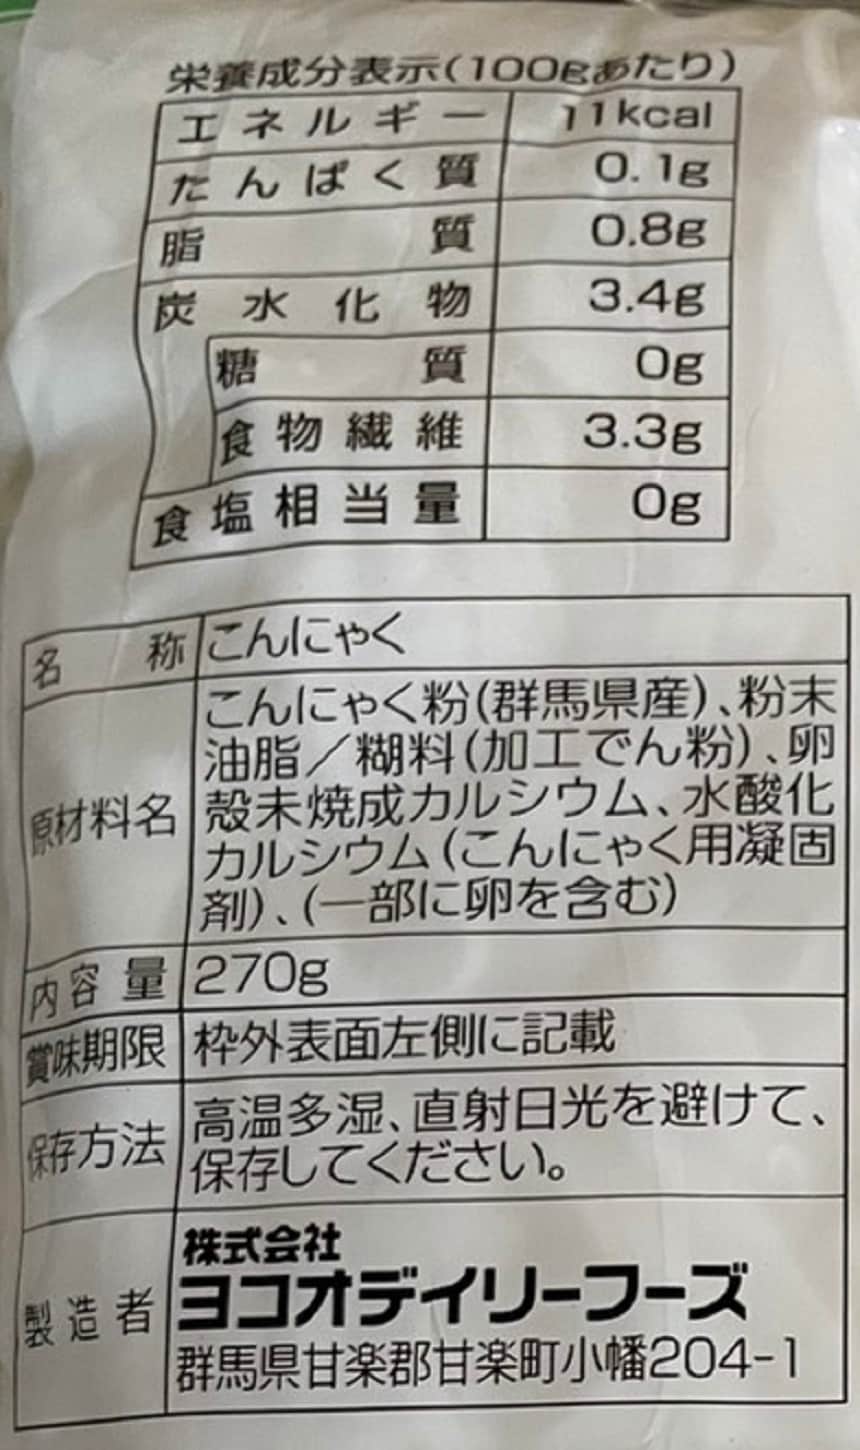 栄養成分表示(100gあたり)
エネルギー 11kcal
たんぱく質 0.1g
脂質 0.8g
炭水化物 3.4g
糖質 0g
食物繊維 3.3g
食塩相当量 0g
名称 こんにゃく
原材料名 こんにゃく粉(群馬県産)、粉末
油脂/糊料(加工でん粉)、卵
殻未焼成カルシウム、水酸化
カルシウム(こんにゃく用凝固
剤)、(一部に卵を含む)
内容量 270g
賞味期限 枠外表面左側に記載
保存方法 高温多湿、直射日光を避けて、
保存してください。
製造者 株式会社
ヨコオデイリーフーズ
群馬県甘楽郡甘楽町小幡204-1